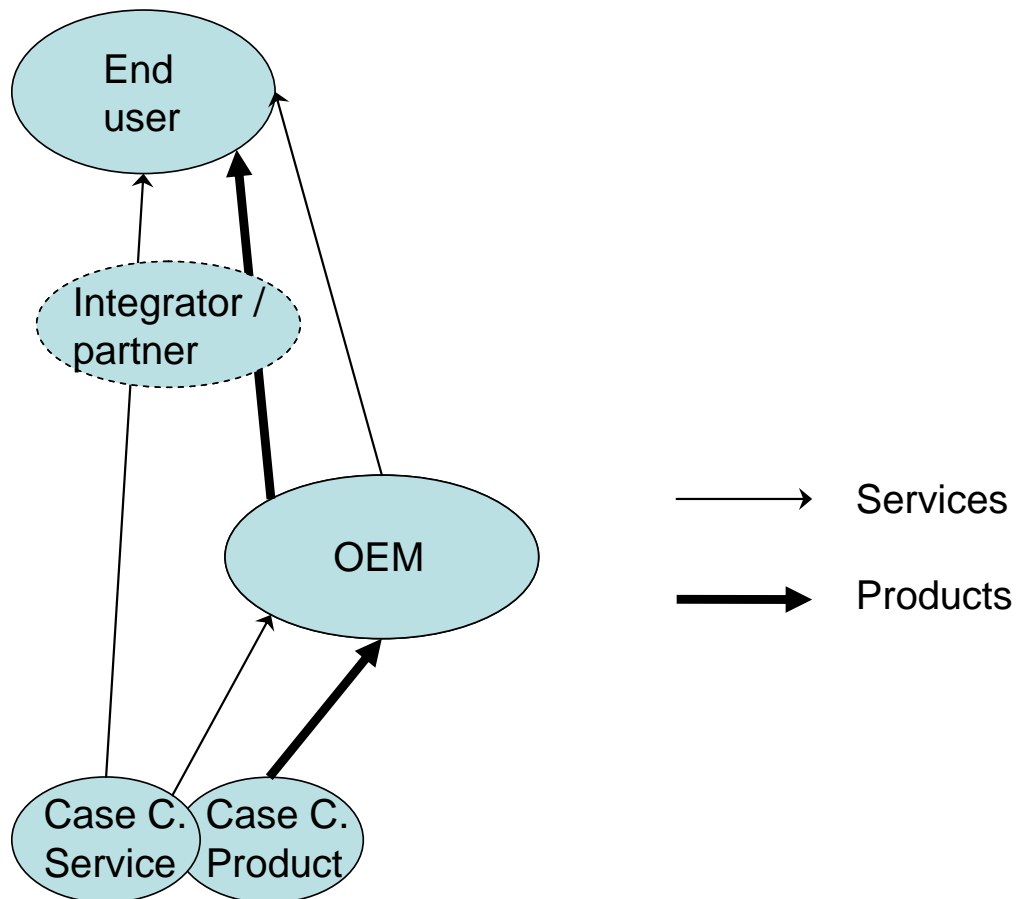 End
user
Integrator /
partner
OEM
Services
Products
Case C.
Service
Case C.
Product